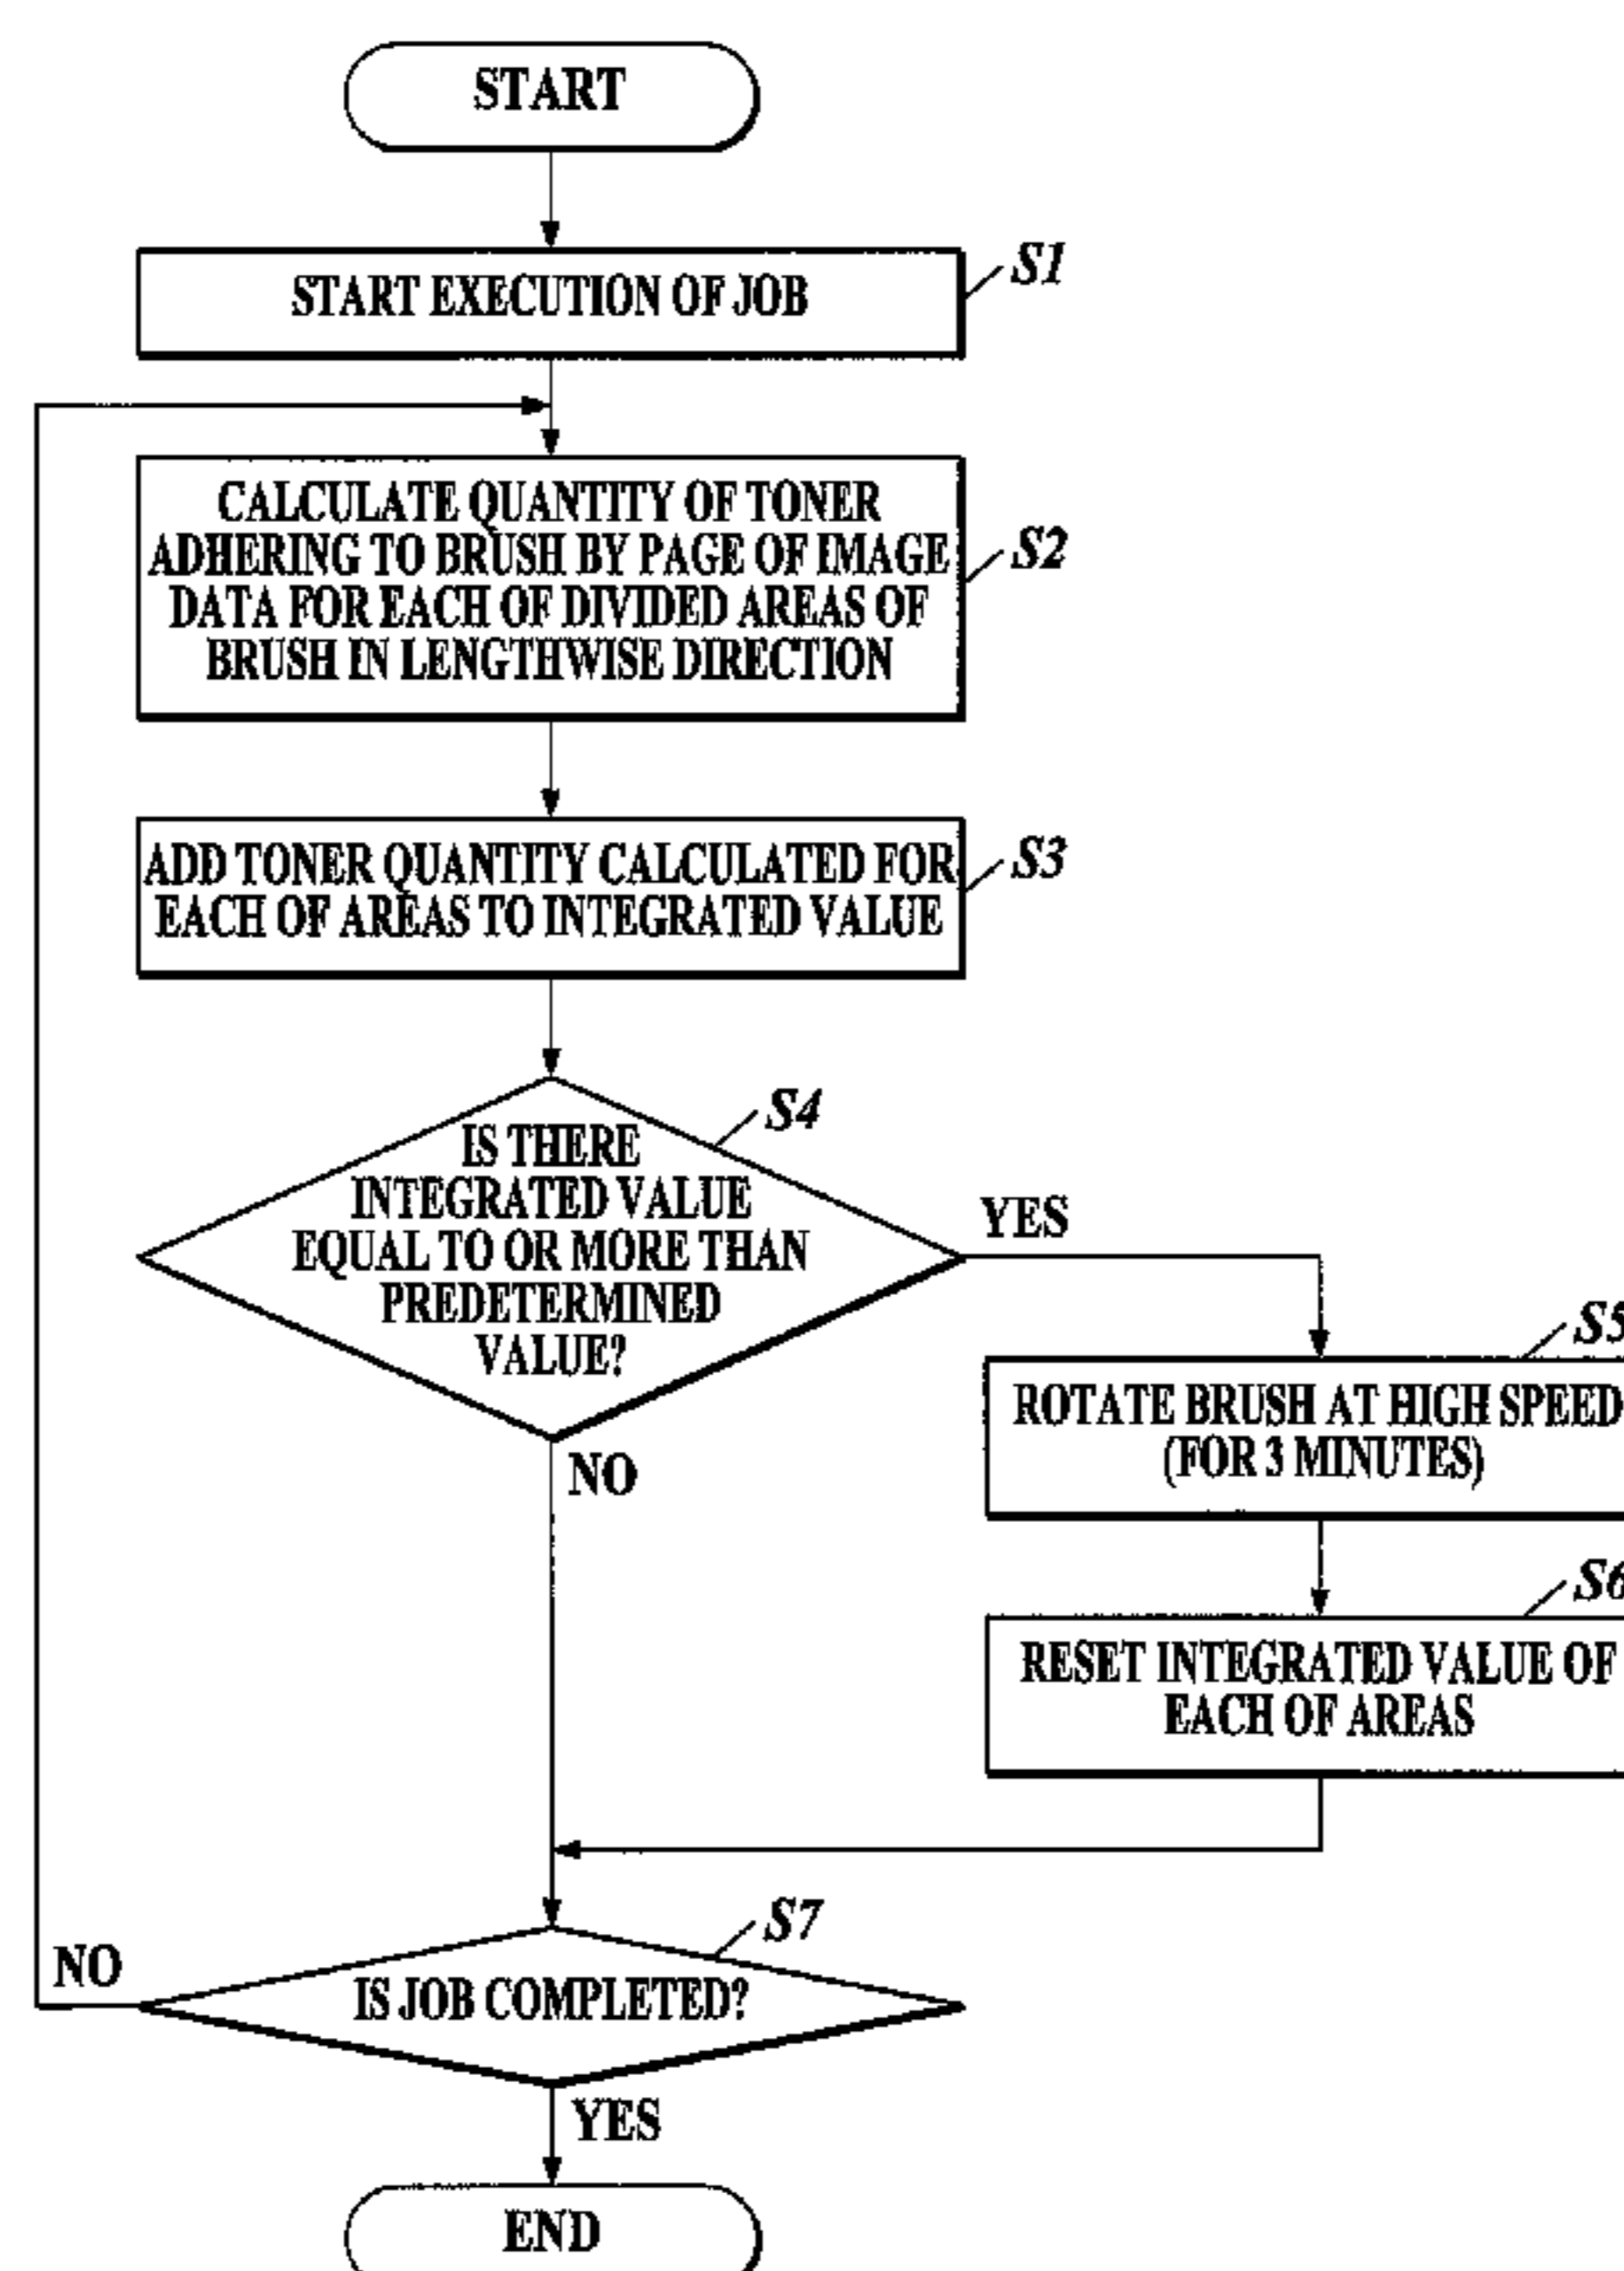 START
START EXECUTION OF JOB
S1
CALCULATE QUANTITY OF TONER
ADHERING TO BRUSH BY PAGE OF IMAGE
DATA FOR EACH OF DIVIDED AREAS OF
BRUSH IN LENGTHWISE DIRECTION
S2
ADD TONER QUANTITY CALCULATED FOR
EACH OF AREAS TO INTEGRATED VALUE
S3
IS THERE
INTEGRATED VALUE
EQUAL TO OR MORE THAN
PREDETERMINED
VALUE?
S4
YES
NO
S5
ROTATE BRUSH AT HIGH SPEED
(FOR 3 MINUTES)
S6
RESET INTEGRATED VALUE OF
EACH OF AREAS
S7
NO
IS JOB COMPLETED?
YES
END